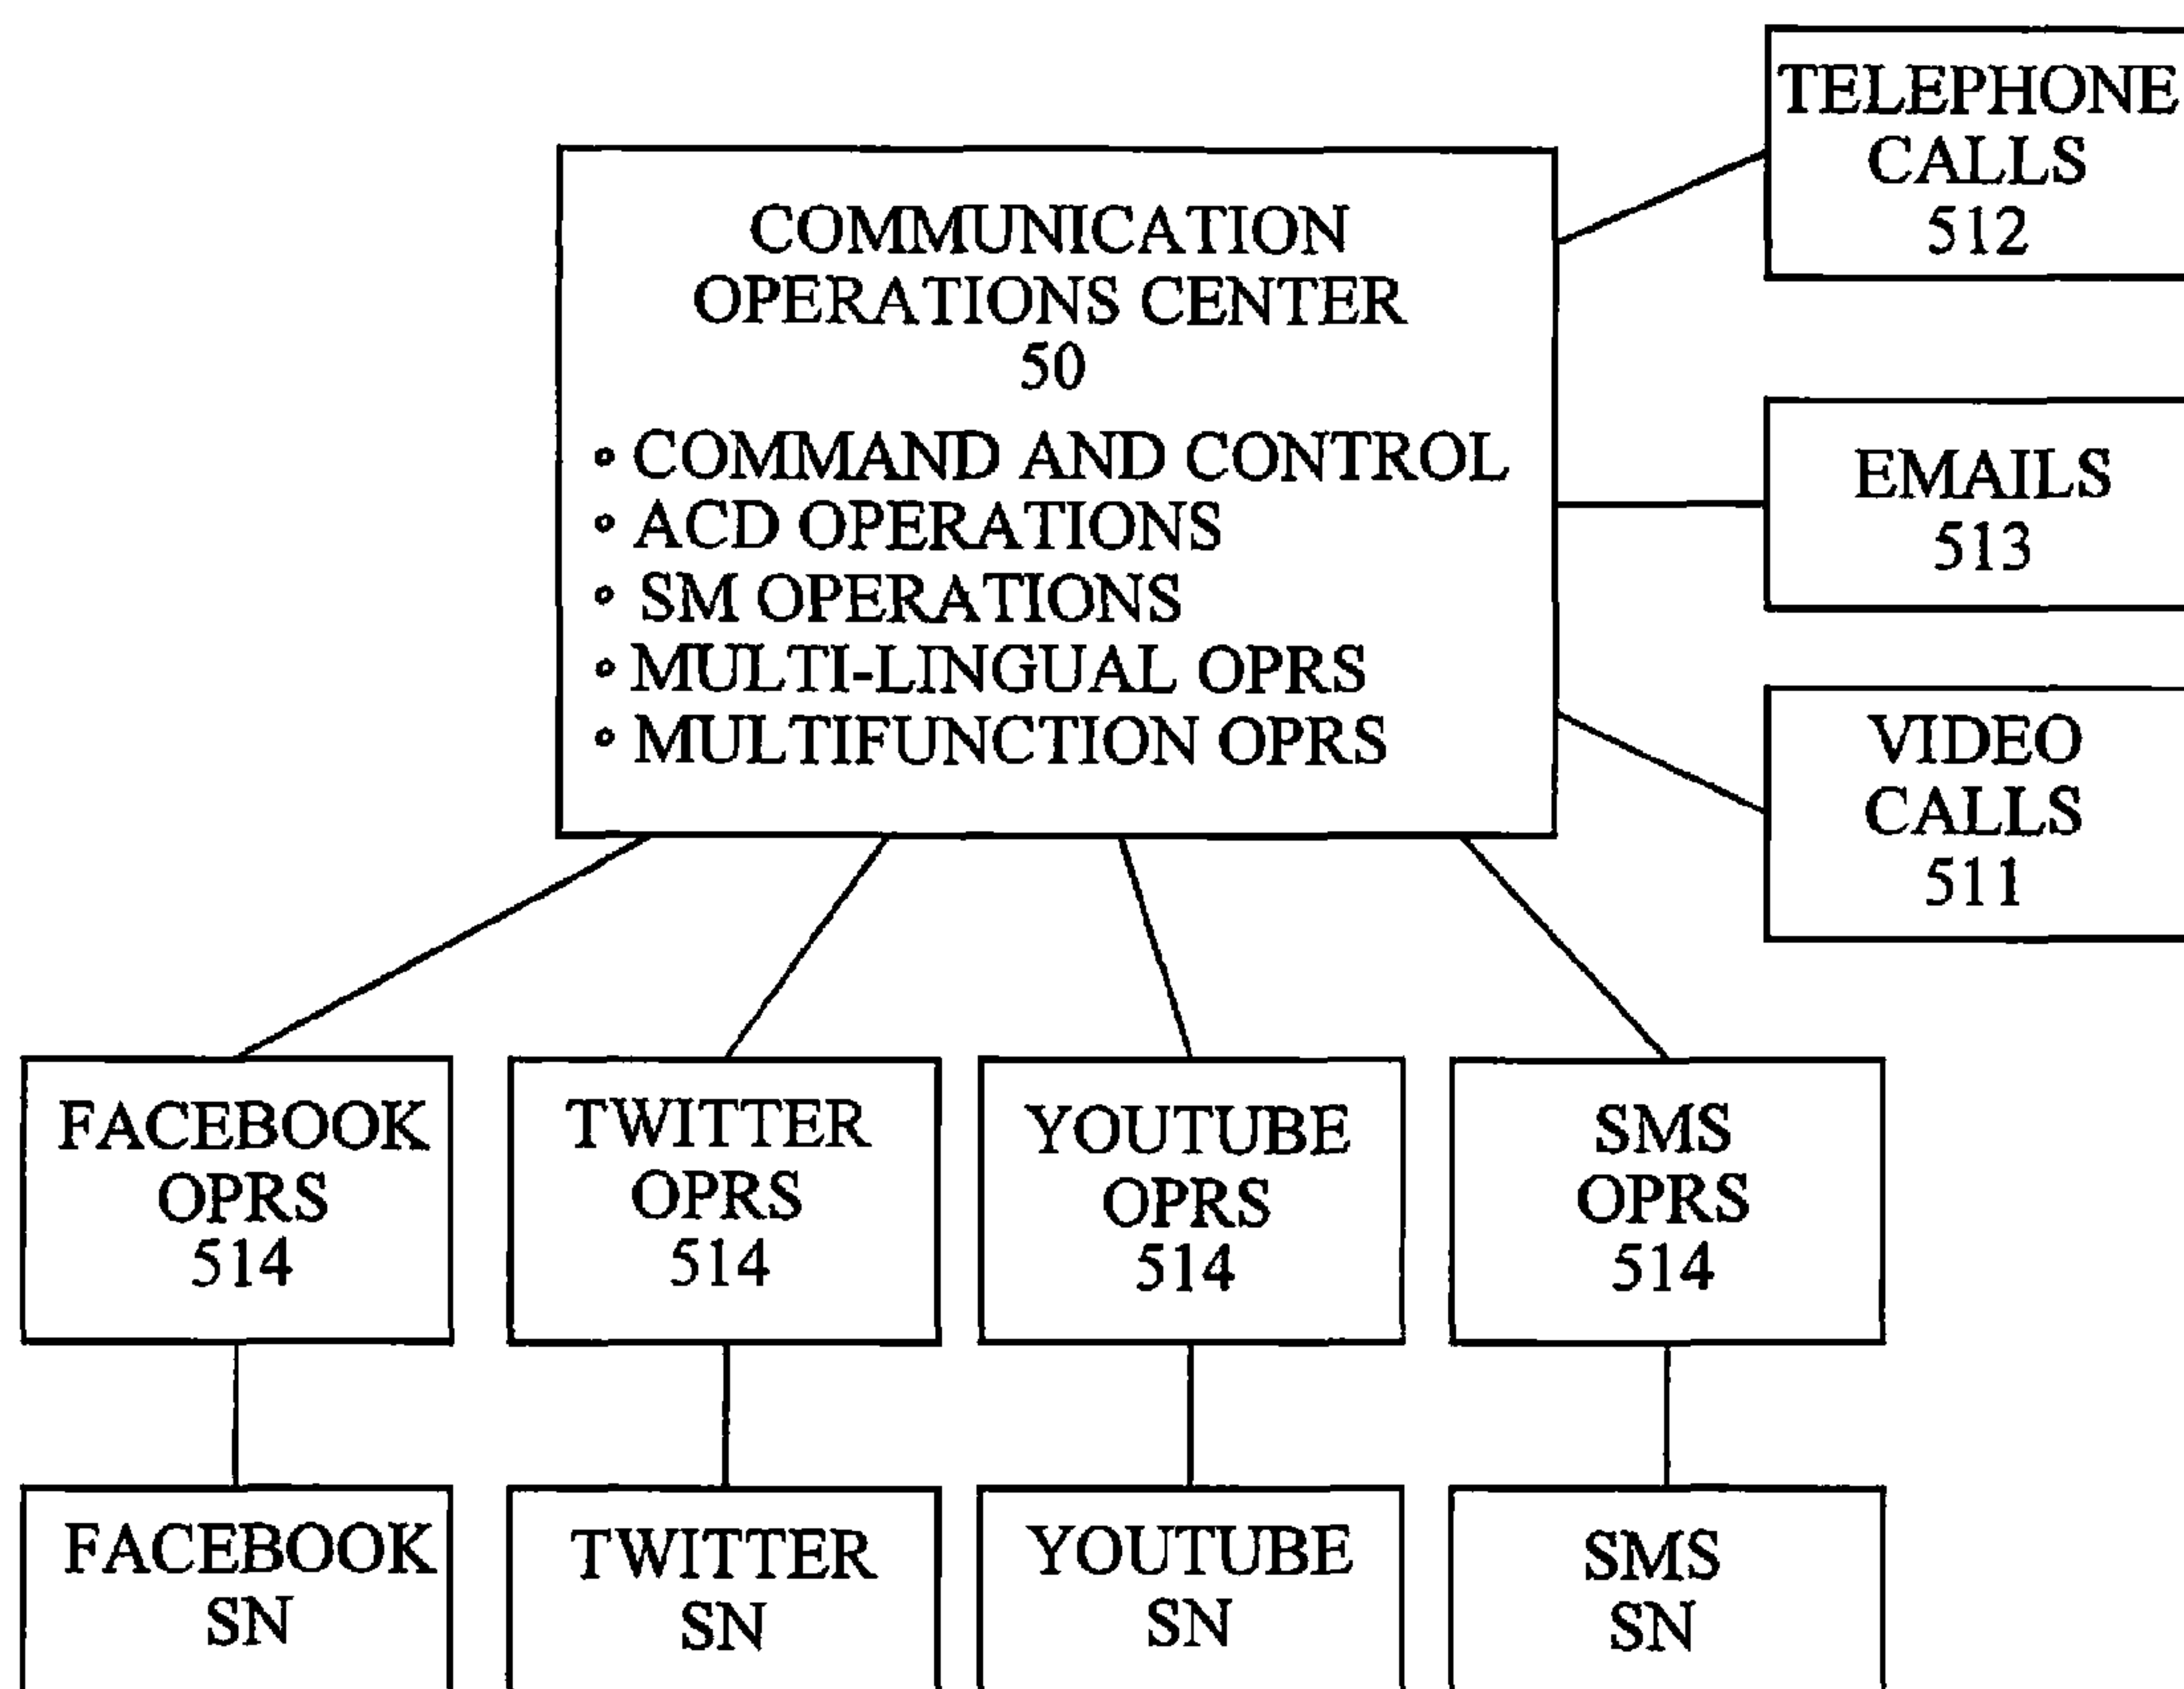 TELEPHONE
CALLS
512
COMMUNICATION
OPERATIONS CENTER
50
∘ COMMAND AND CONTROL
∘ ACD OPERATIONS
∘ SM OPERATIONS
∘ MULTI-LINGUAL OPRS
∘ MULTIFUNCTION OPRS
EMAILS
513
VIDEO
CALLS
511
FACEBOOK
OPRS
514
TWITTER
OPRS
514
YOUTUBE
OPRS
514
SMS
OPRS
514
FACEBOOK
SN
TWITTER
SN
YOUTUBE
SN
SMS
SN